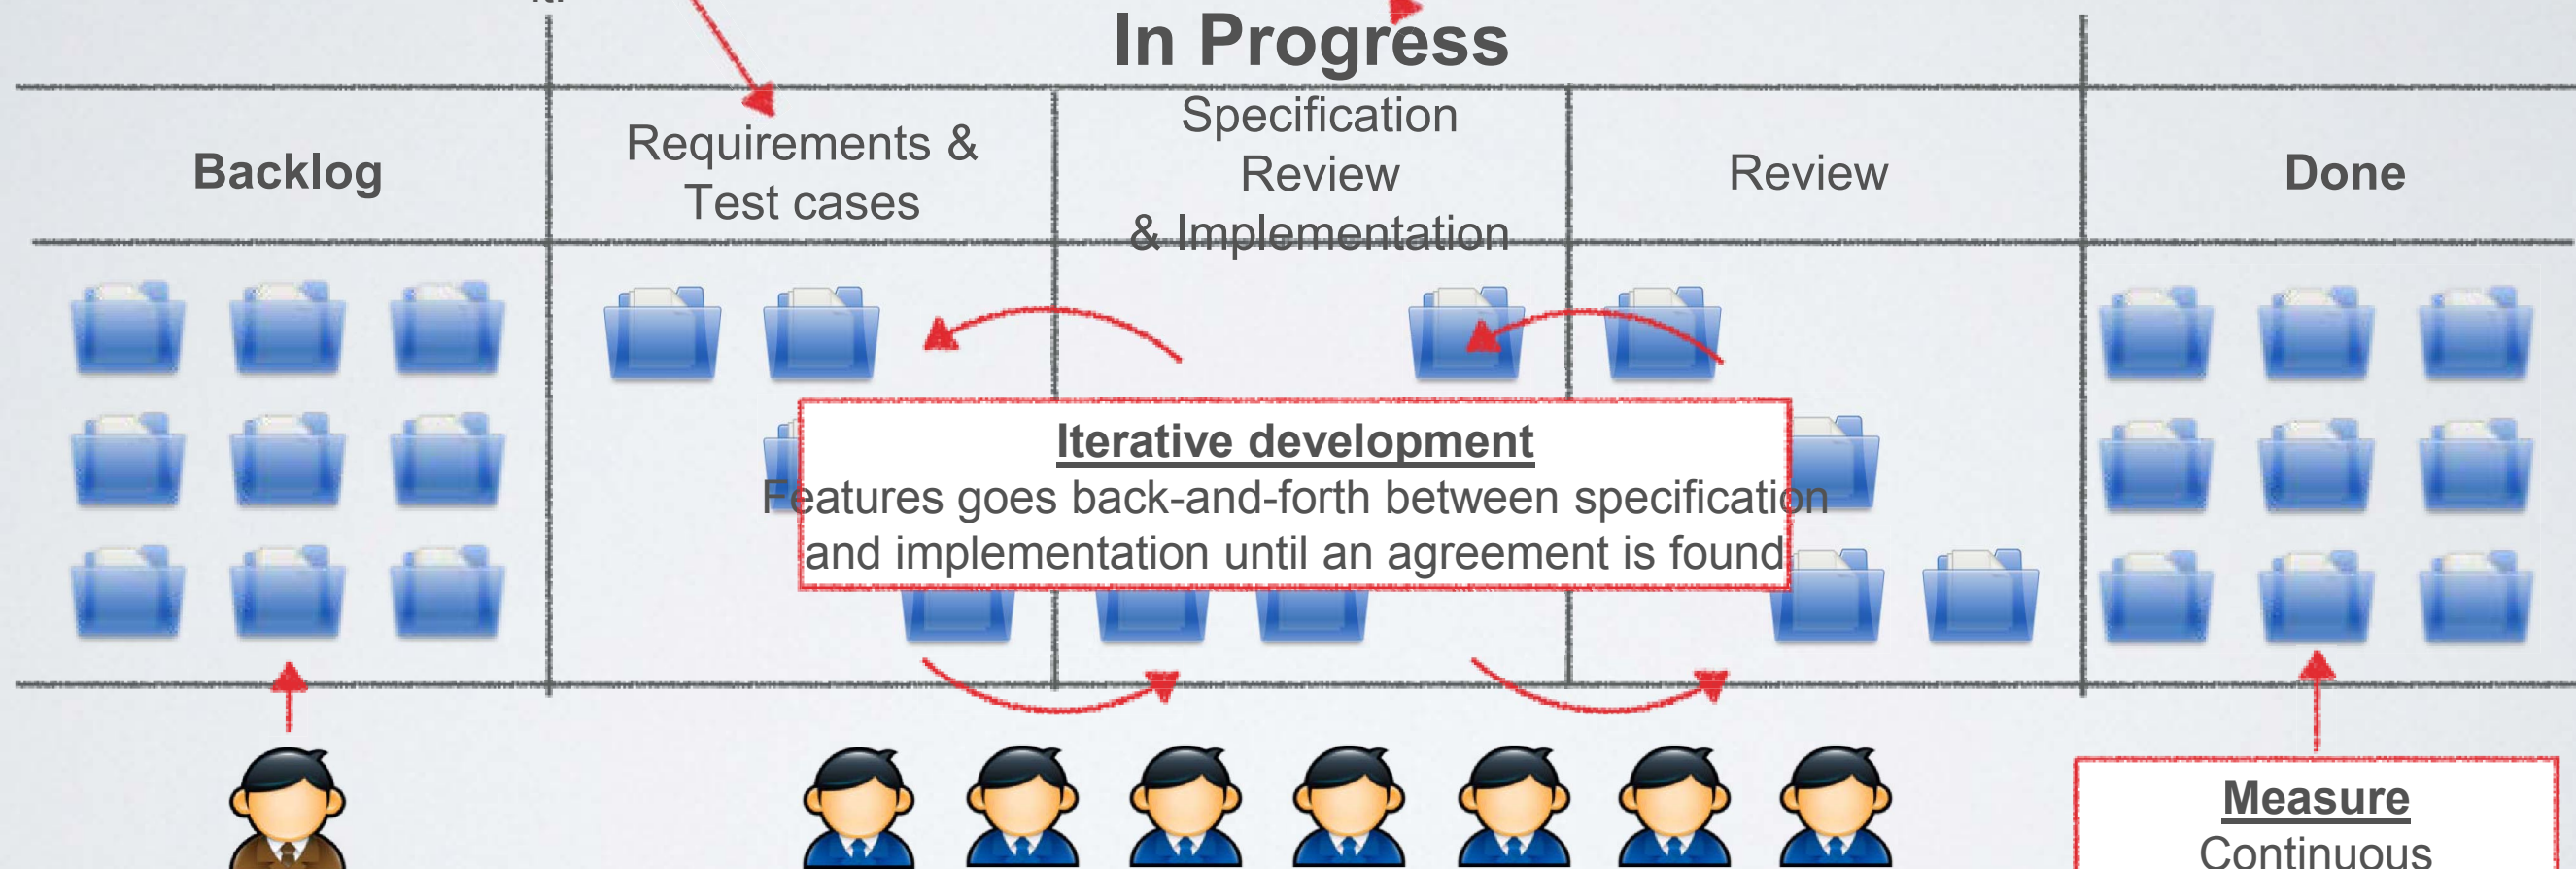 In Progress
Backlog
Requirements &
Test cases
Specification
Review
& Implementation
Review
Done
Iterative development
Features goes back-and-forth between specification
and implementation until an agreement is found
Measure
Continuous